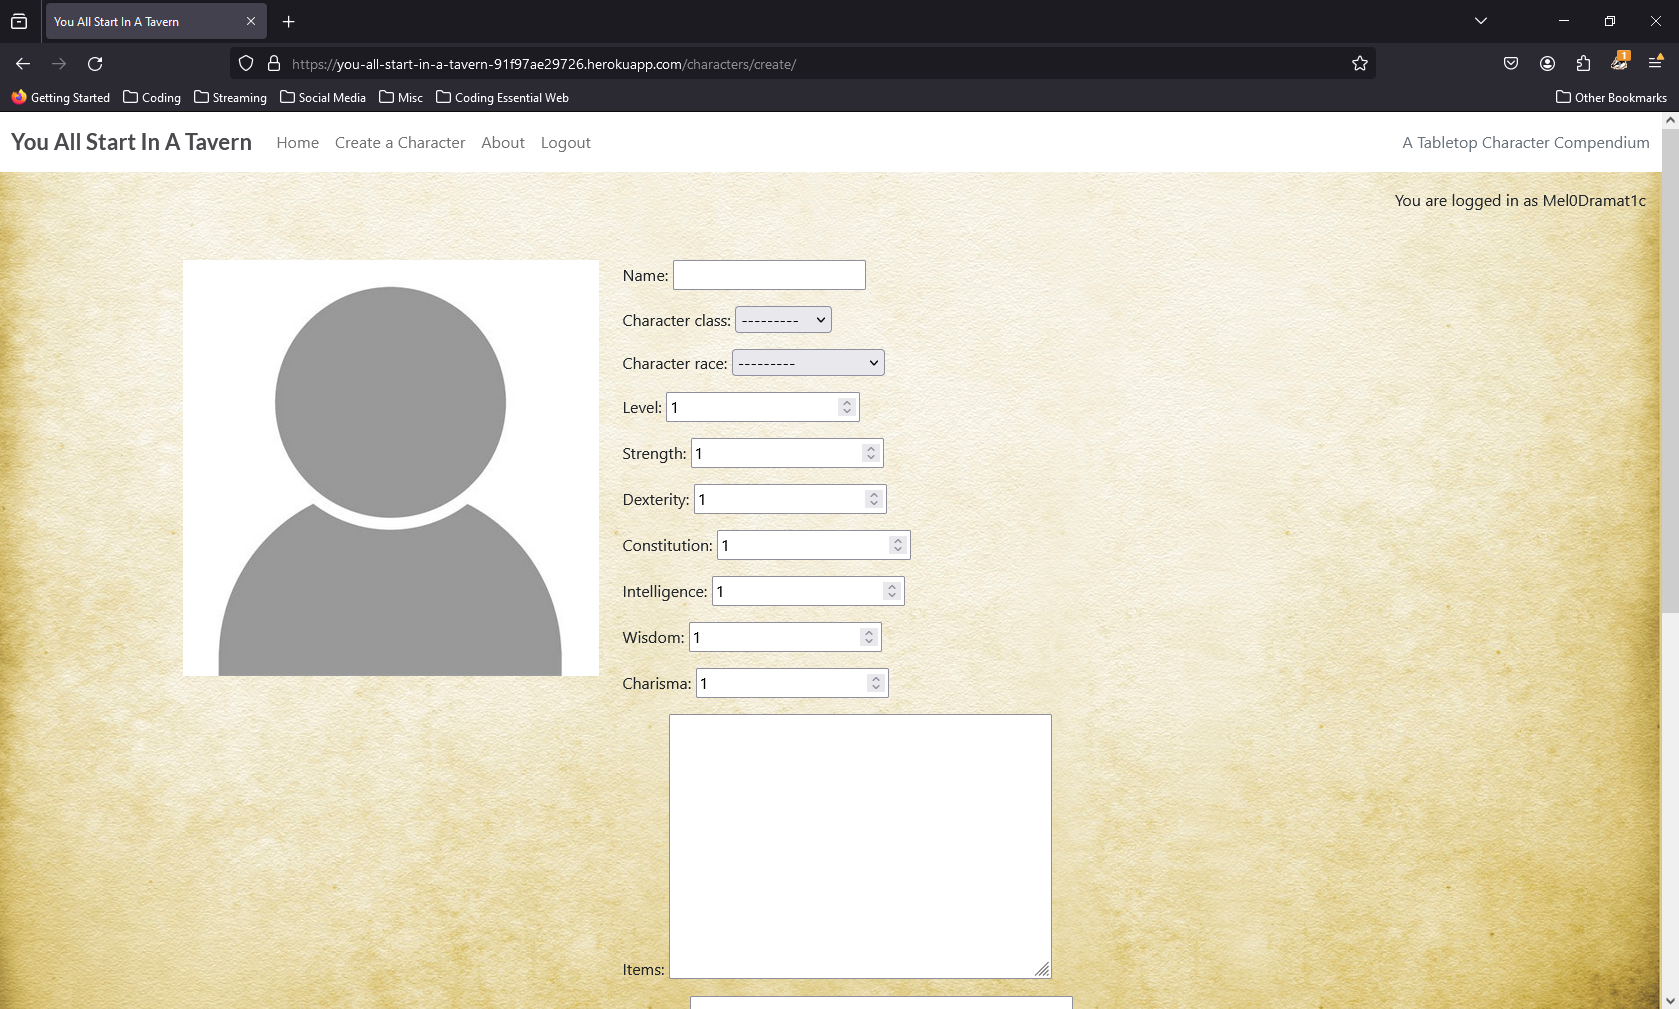 You All Start In A Tavern
https://you-all-start-in-a-tavern-91f97ae29726.herokuapp.com/characters/create/
1
Getting Started Coding Streaming Social Media Misc Coding Essential Web Other Bookmarks
You All Start In A Tavern Home Create a Character About Logout A Tabletop Character Compendium
You are logged in as Mel0Dramat1c
Name:
Character class: ---------
Character race: ---------
Level: 1
Strength: 1
Dexterity: 1
Constitution: 1
Intelligence: 1
Wisdom: 1
Charisma: 1
Items: